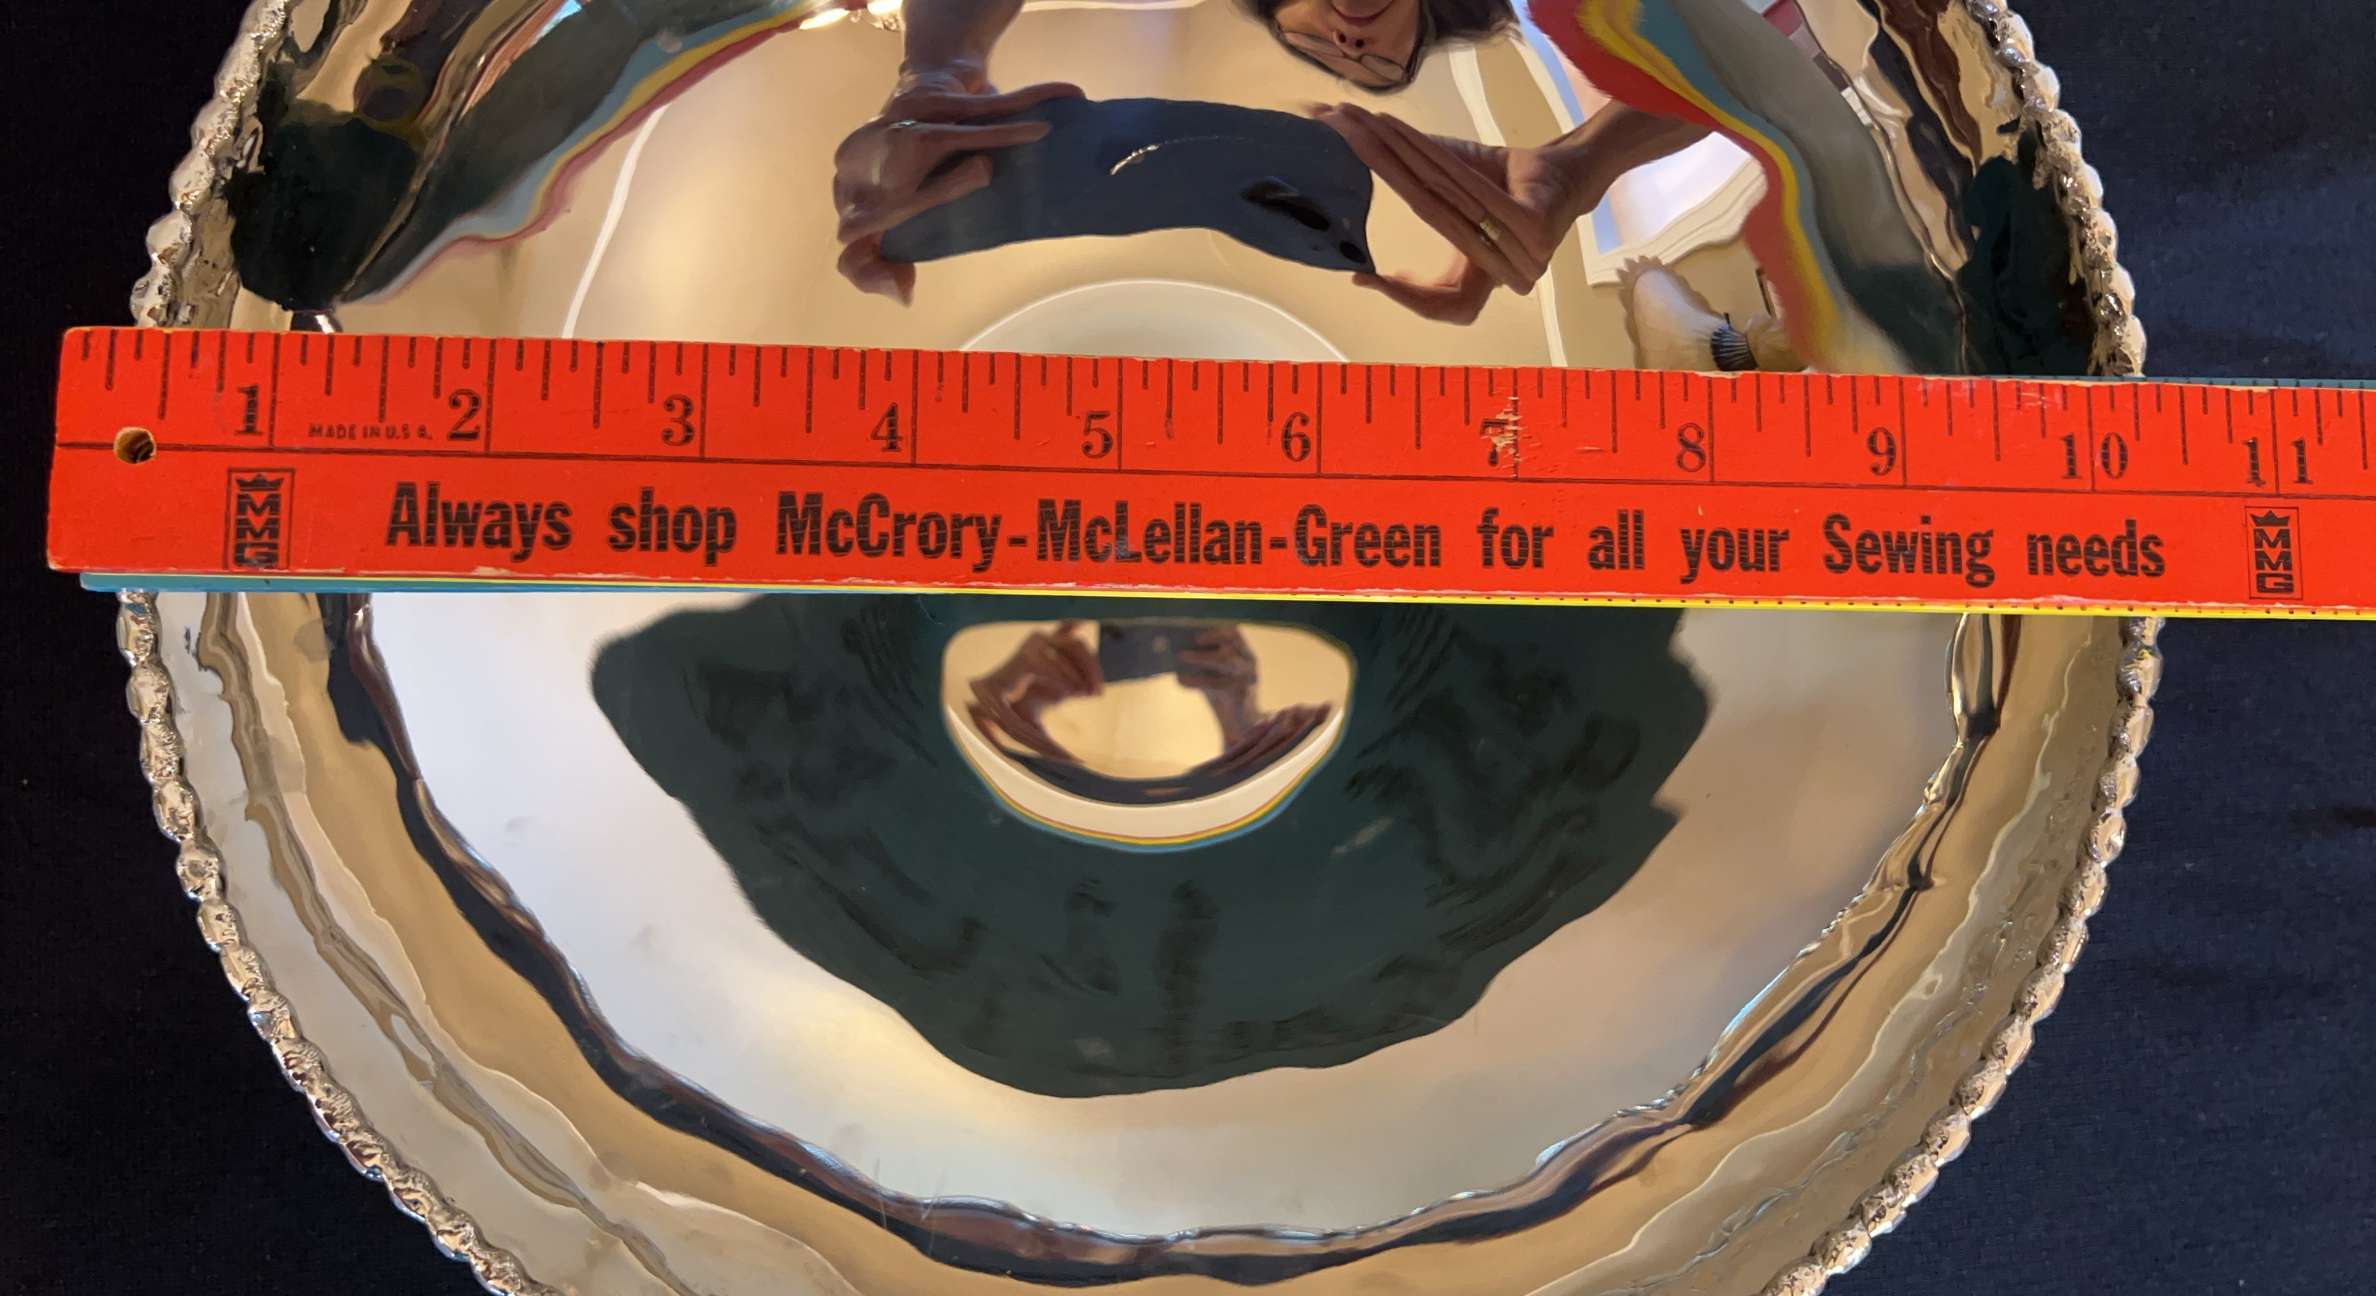 1 2 3 4 5 6 7 8 9 10 11
MADE IN U.S.A.
MMG Always shop McCrory-McLellan-Green for all your Sewing needs MMG